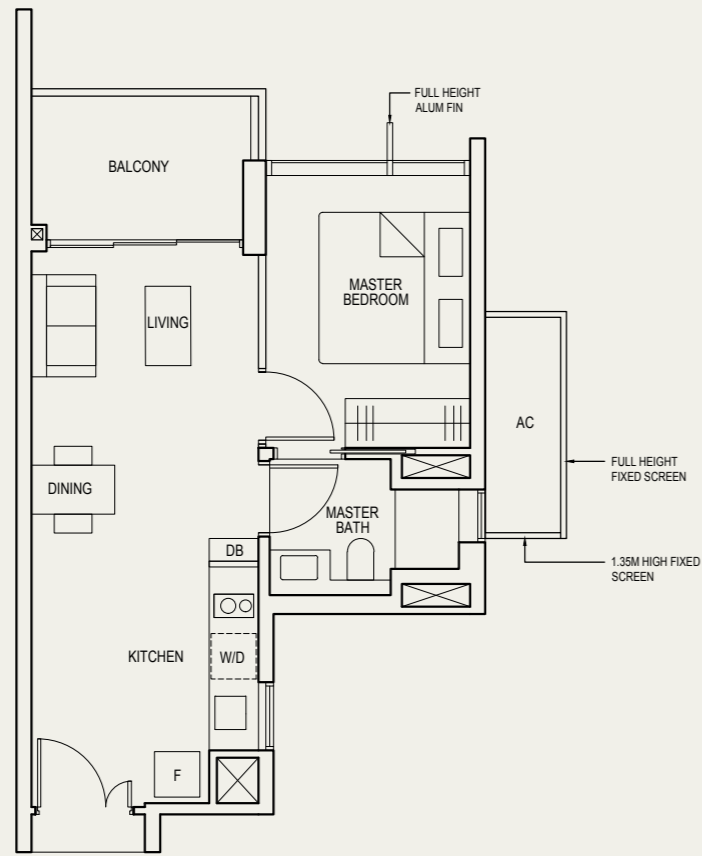 FULL HEIGHT
ALUM FIN
BALCONY
MASTER
BEDROOM
LIVING
AC
FULL HEIGHT
FIXED SCREEN
DINING
MASTER
BATH
DB
1.35M HIGH FIXED
SCREEN
KITCHEN
W/D
F